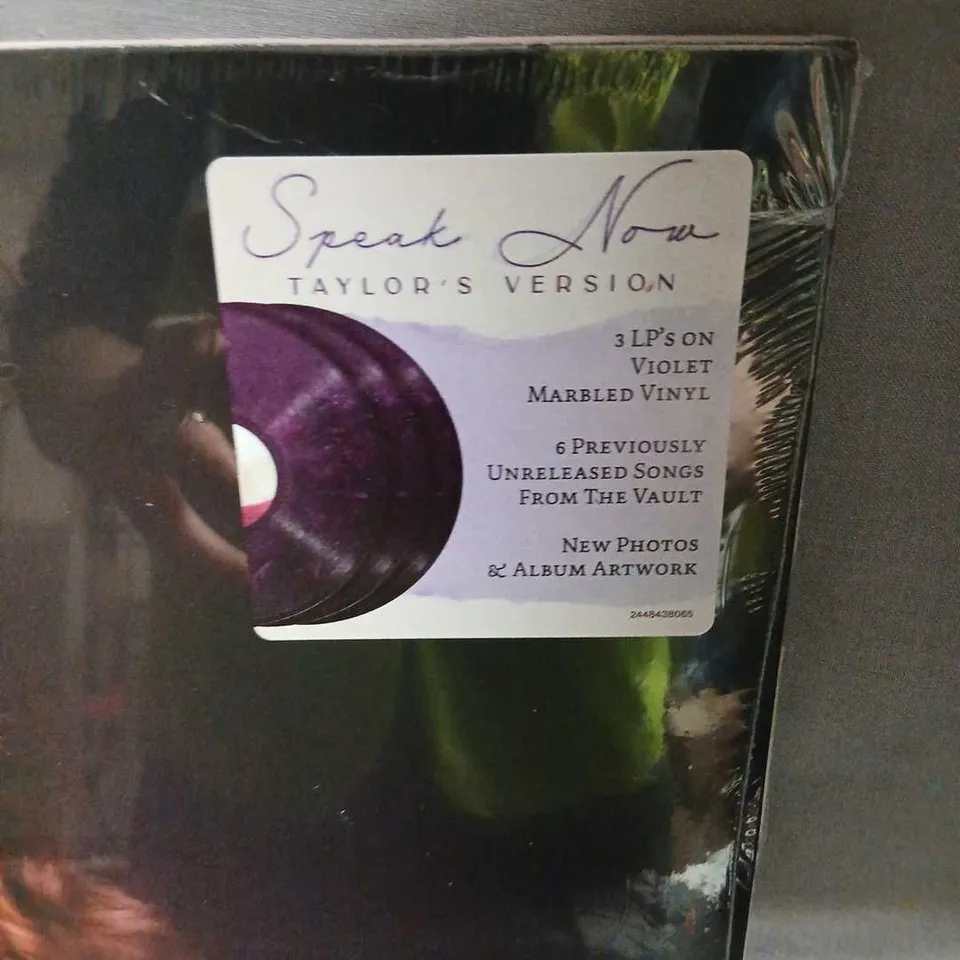 Speak Now
TAYLOR'S VERSION
3 LP'S ON
VIOLET
MARBLED VINYL
6 PREVIOUSLY
UNRELEASED SONGS
FROM THE VAULT
NEW PHOTOS
& ALBUM ARTWORK
2448438065